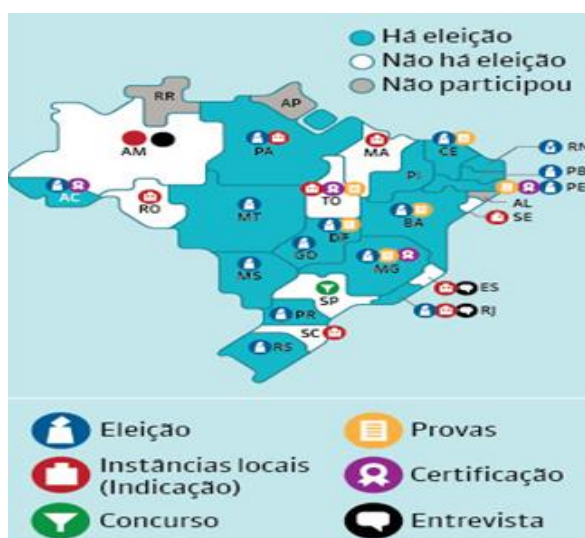 Há eleição
Não há eleição
Não participou
RR
AP
AM
PA
MA
CE
RN
PB
PE
PI
AC
RO
MT
TO
AL
SE
BA
DF
GO
MG
MS
SP
ES
RJ
PR
SC
RS
Eleição
Provas
Instâncias locais
(Indicação)
Certificação
Concurso
Entrevista